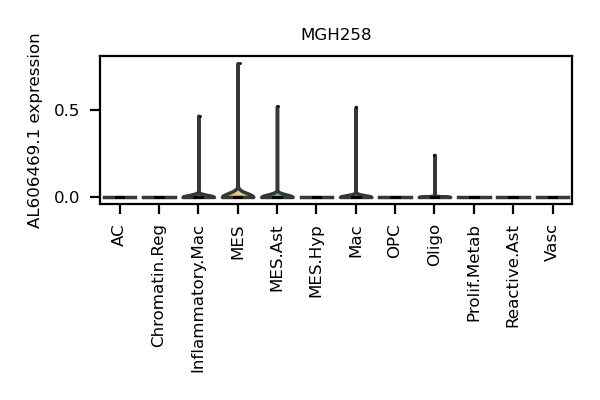 MGH258
AL606469.1 expression
0.5
0.0
AC
Chromatin.Reg
Inflammatory.Mac
MES
MES.Ast
MES.Hyp
Mac
OPC
Oligo
Prolif.Metab
Reactive.Ast
Vasc